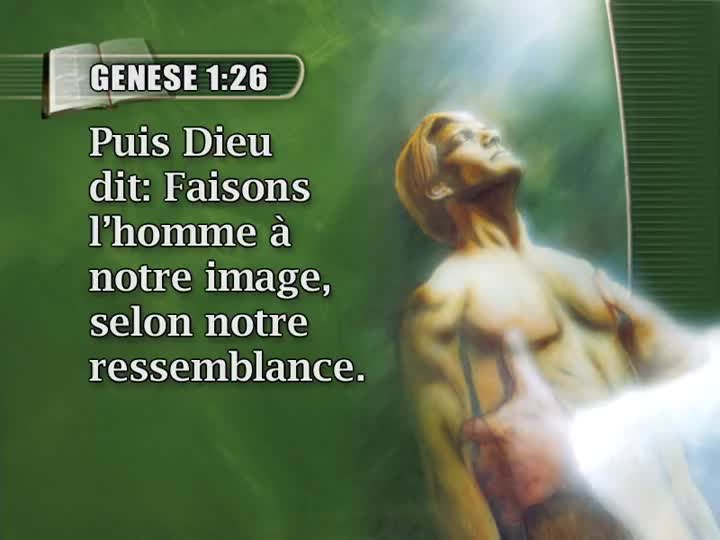 GENESE 1:26
Puis Dieu
dit: Faisons
l’homme à
notre image,
selon notre
ressemblance.